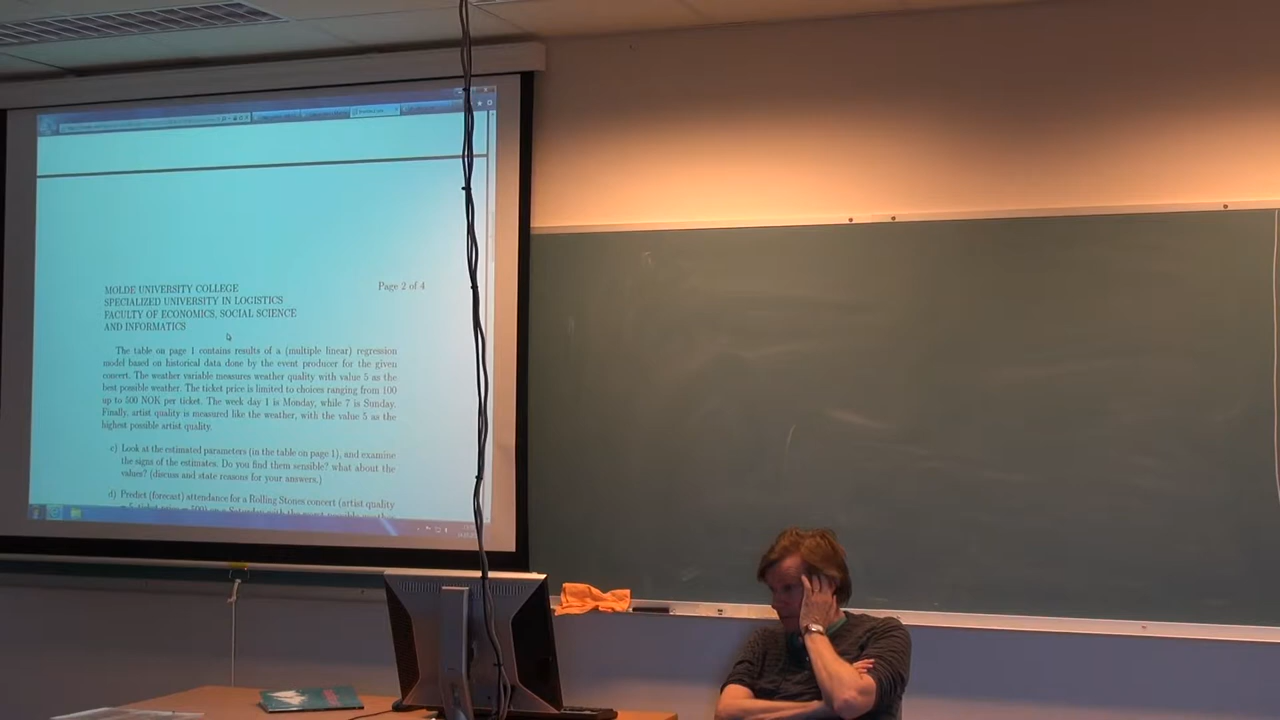 MOLDE UNIVERSITY COLLEGE
Page 2 of 4
SPECIALIZED UNIVERSITY IN LOGISTICS
FACULTY OF ECONOMICS, SOCIAL SCIENCE
AND INFORMATICS
The table on page 1 contains results of a (multiple linear) regression
model based on historical data done by the event producer for the given
concert. The weather variable measures weather quality with value 5 as the
best possible weather. The ticket price is limited to choices ranging from 100
up to 500 NOK per ticket. The week day 1 is Monday, while 7 is Sunday.
Finally, artist quality is measured like the weather, with the value 5 as the
highest possible artist quality.
c) Look at the estimated parameters (in the table on page 1), and examine
the signs of the estimates. Do you find them sensible? what about the
values? (discuss and state reasons for your answers.)
d) Predict (forecast) attendance for a Rolling Stones concert (artist quality